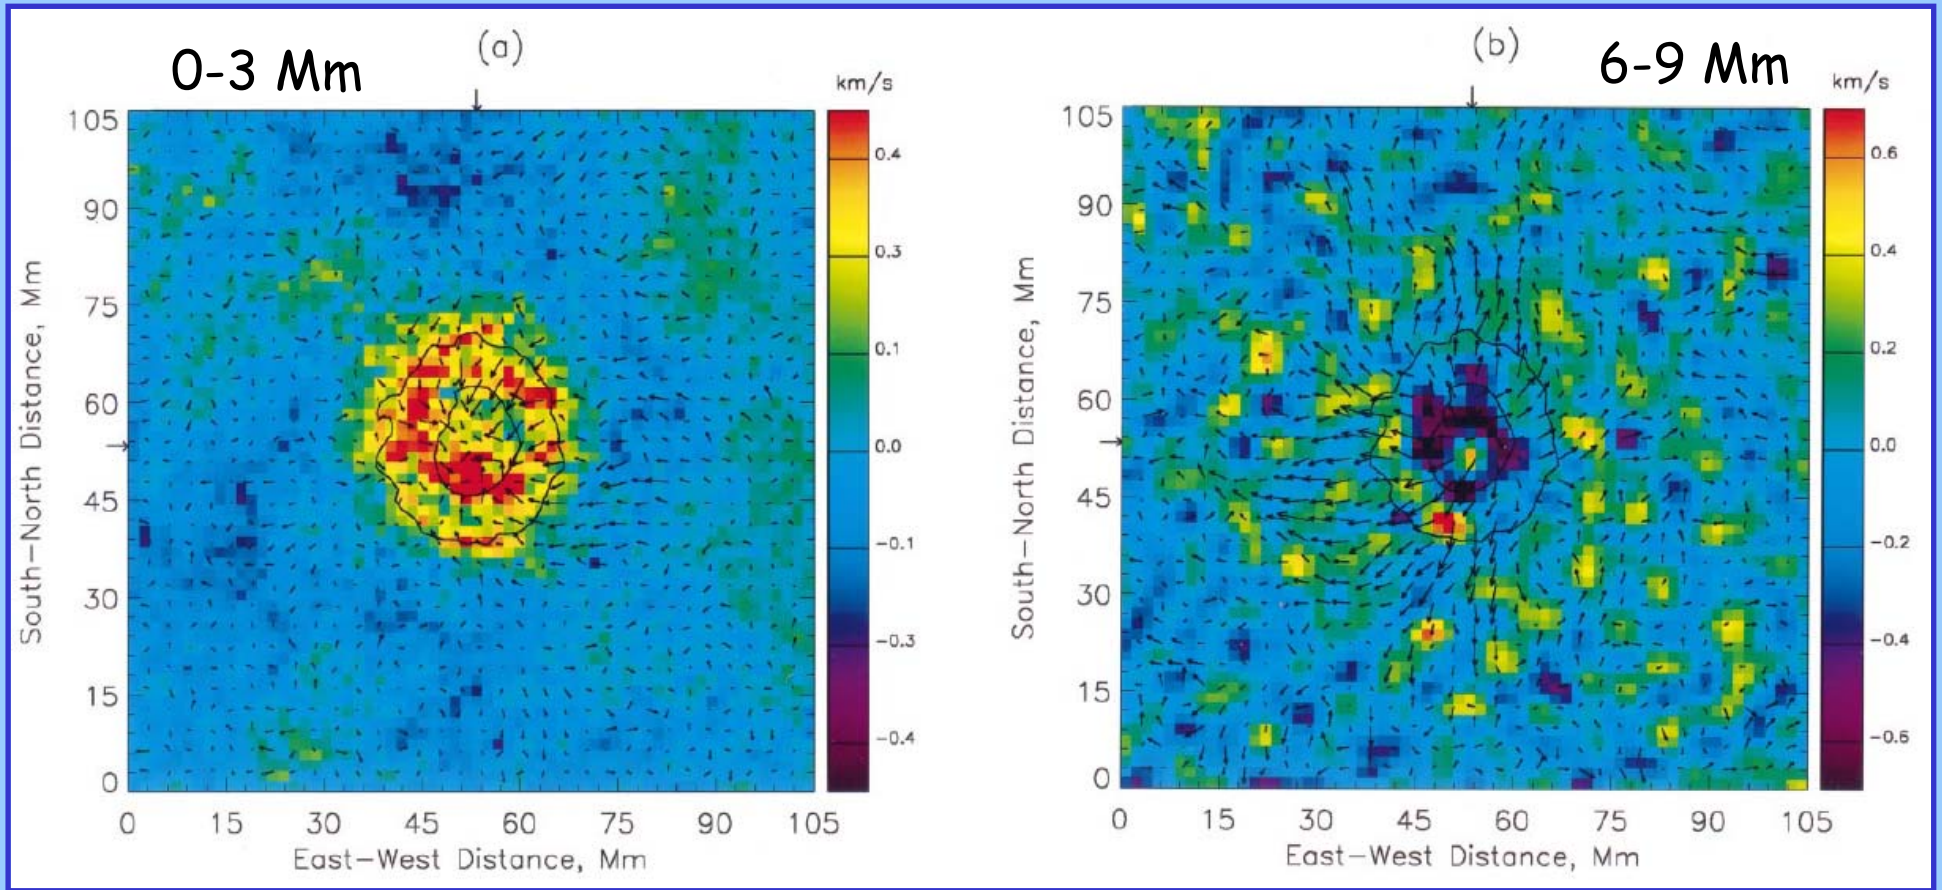 0-3 Mm
(a)
km/s
105
90
75
60
45
30
15
0
0.4
0.3
0.1
0.0
-0.1
-0.3
-0.4
South-North Distance, Mm
0 15 30 45 60 75 90 105
East-West Distance, Mm
(b)
6-9 Mm
km/s
105
90
75
60
45
30
15
0
0.6
0.4
0.2
0.0
-0.2
-0.4
-0.6
South-North Distance, Mm
0 15 30 45 60 75 90 105
East-West Distance, Mm